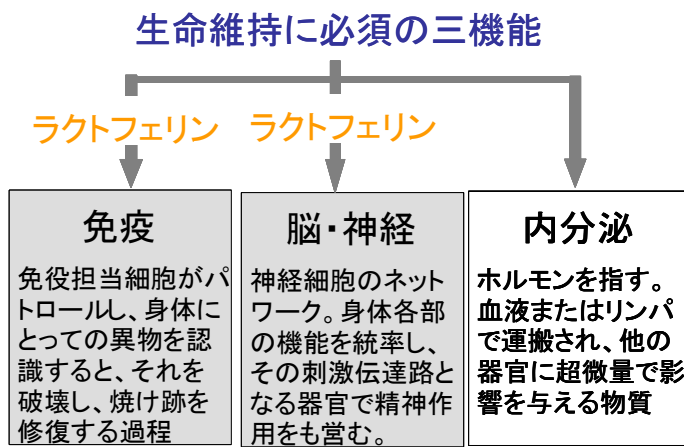 生命維持に必須の三機能
ラクトフェリン
ラクトフェリン
免疫
免役担当細胞がパ
トロールし、身体に
とっての異物を認
識すると、それを
破壊し、焼け跡を
修復する過程
脳・神経
神経細胞のネット
ワーク。身体各部
の機能を統率し、
その刺激伝達路と
なる器官で精神作
用をも営む。
内分泌
ホルモンを指す。
血液またはリンパ
で運搬され、他の
器官に超微量で影
響を与える物質